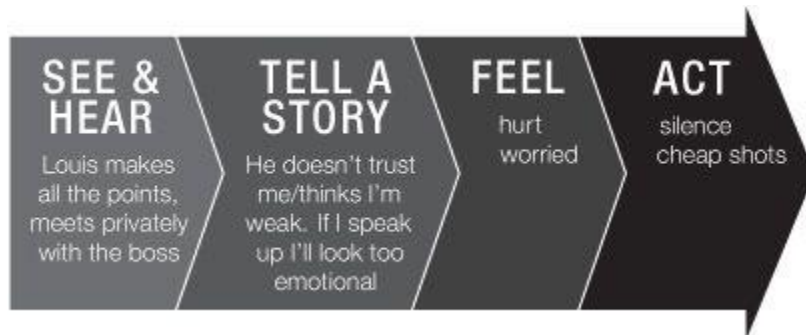 SEE &
HEAR
Louis makes
all the points,
meets privately
with the boss
TELL A
STORY
He doesn't trust
me/thinks I'm
weak. If I speak
up I'll look too
emotional
FEEL
hurt
worried
ACT
silence
cheap shots